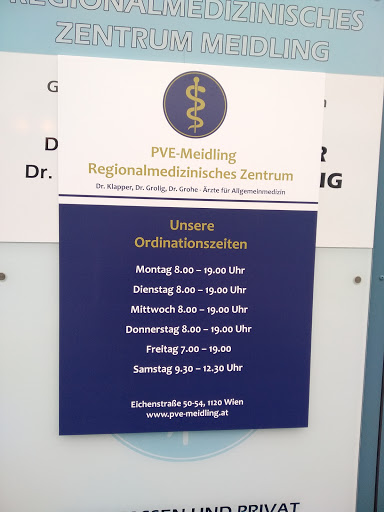 REGIONALMEDIZINISCHES
ZENTRUM MEIDLING
PVE-Meidling
Regionalmedizinisches Zentrum
Dr. Klapper, Dr. Grolig, Dr. Grohe - Ärzte für Allgemeinmedizin
Unsere
Ordinationszeiten
Montag 8.00 – 19.00 Uhr
Dienstag 8.00 – 19.00 Uhr
Mittwoch 8.00 – 19.00 Uhr
Donnerstag 8.00 – 19.00 Uhr
Freitag 7.00 – 19.00
Samstag 9.30 – 12.30 Uhr
Eichenstraße 50-54, 1120 Wien
www.pve-meidling.at
Dr.
UND PRIVAT